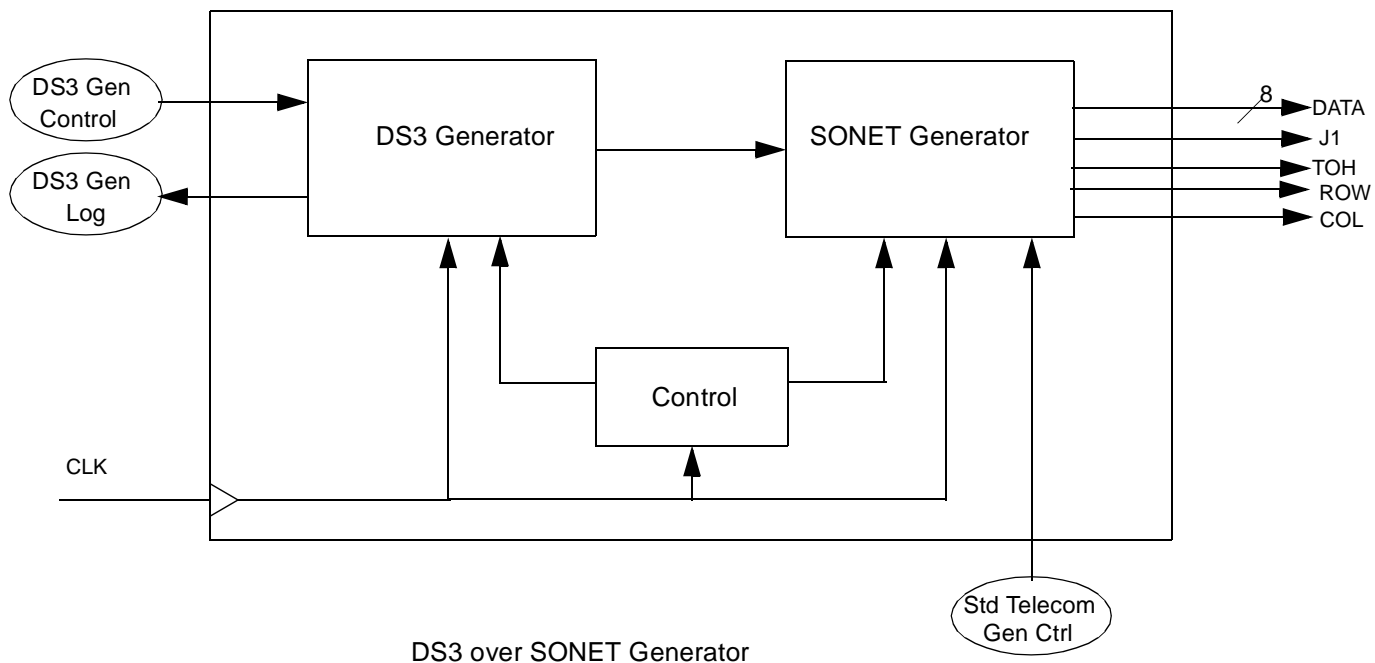 DS3 Gen
Control
DS3 Generator
SONET Generator
8
DATA
J1
TOH
ROW
COL
DS3 Gen
Log
Control
CLK
Std Telecom
Gen Ctrl
DS3 over SONET Generator